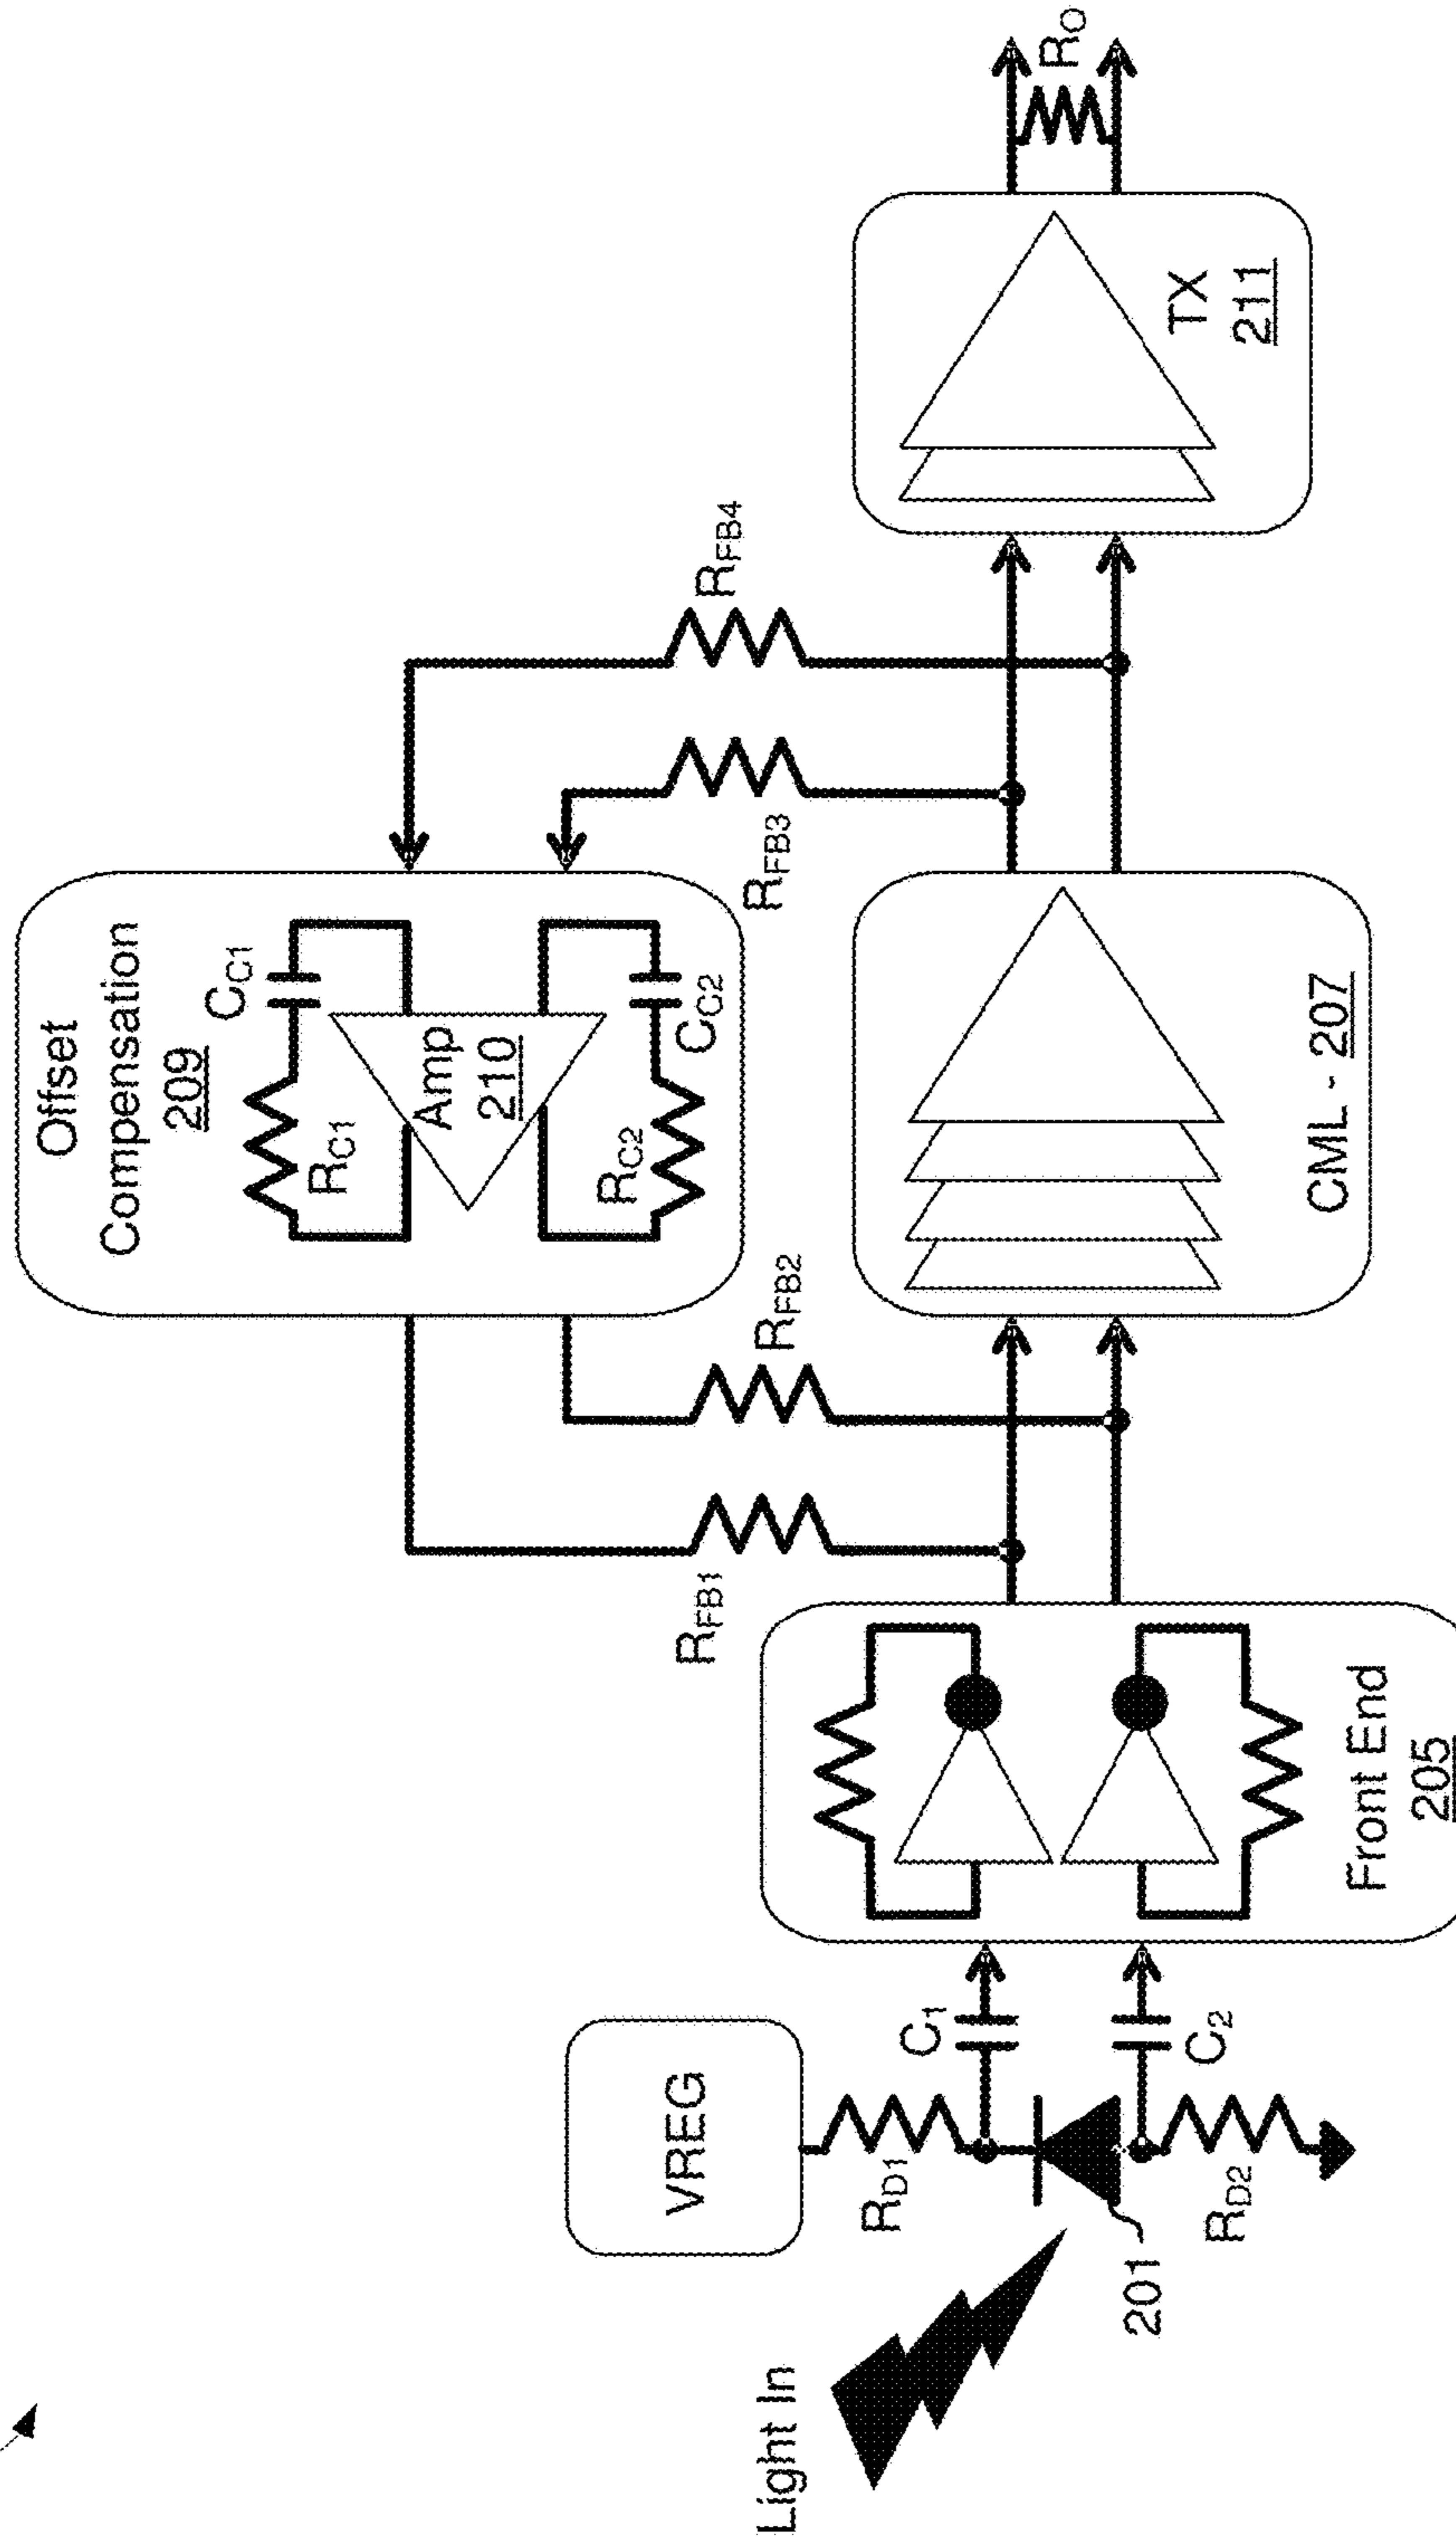 Offset
Compensation
209
C_C1
R_C1
Amp
210
R_C2
C_C2
R_FB1
R_FB2
R_FB3
R_FB4
VREG
R_D1
C_1
Light In
201
C_2
R_D2
Front End
205
CML - 207
TX
211
R_O